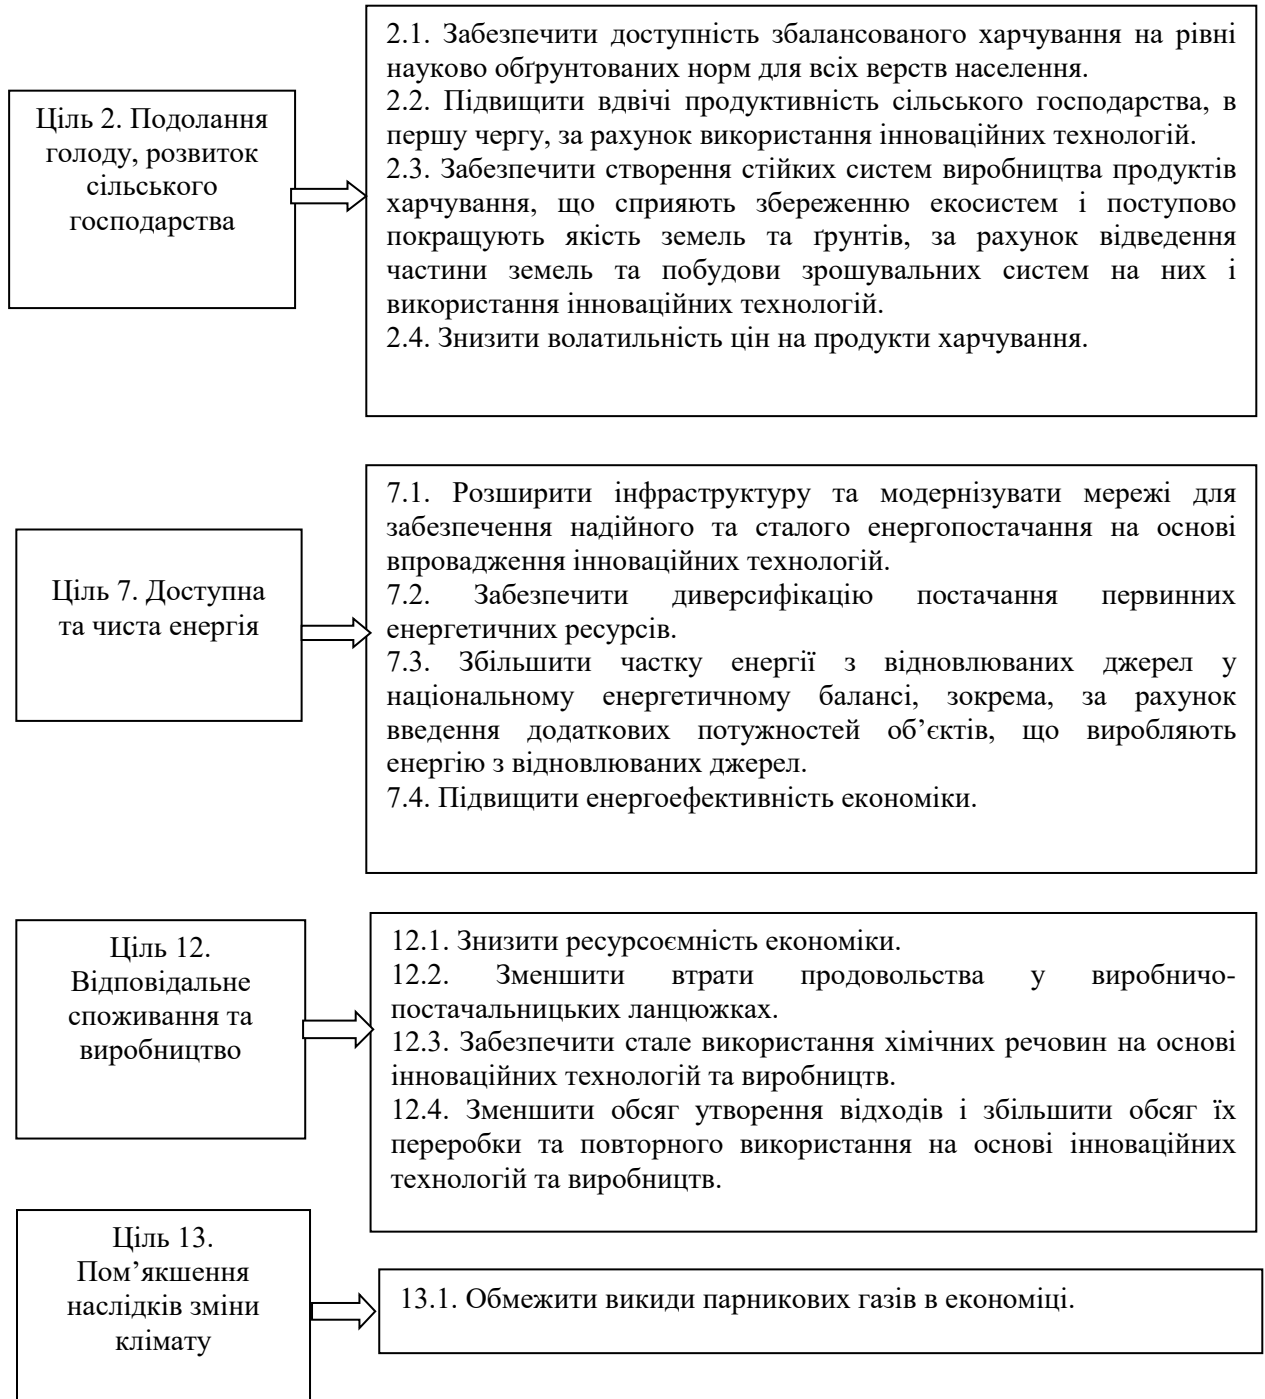 Ціль 2. Подолання
голоду, розвиток
сільського
господарства
2.1. Забезпечити доступність збалансованого харчування на рівні
науково обґрунтованих норм для всіх верств населення.
2.2. Підвищити вдвічі продуктивність сільського господарства, в
першу чергу, за рахунок використання інноваційних технологій.
2.3. Забезпечити створення стійких систем виробництва продуктів
харчування, що сприяють збереженню екосистем і поступово
покращують якість земель та ґрунтів, за рахунок відведення
частини земель та побудови зрошувальних систем на них і
використання інноваційних технологій.
2.4. Знизити волатильність цін на продукти харчування.
Ціль 7. Доступна
та чиста енергія
7.1. Розширити інфраструктуру та модернізувати мережі для
забезпечення надійного та сталого енергопостачання на основі
впровадження інноваційних технологій.
7.2. Забезпечити диверсифікацію постачання первинних
енергетичних ресурсів.
7.3. Збільшити частку енергії з відновлюваних джерел у
національному енергетичному балансі, зокрема, за рахунок
введення додаткових потужностей об’єктів, що виробляють
енергію з відновлюваних джерел.
7.4. Підвищити енергоефективність економіки.
Ціль 12.
Відповідальне
споживання та
виробництво
12.1. Знизити ресурсоємність економіки.
12.2. Зменшити втрати продовольства у виробничо-
постачальницьких ланцюжках.
12.3. Забезпечити стале використання хімічних речовин на основі
інноваційних технологій та виробництв.
12.4. Зменшити обсяг утворення відходів і збільшити обсяг їх
переробки та повторного використання на основі інноваційних
технологій та виробництв.
Ціль 13.
Пом’якшення
наслідків зміни
клімату
13.1. Обмежити викиди парникових газів в економіці.